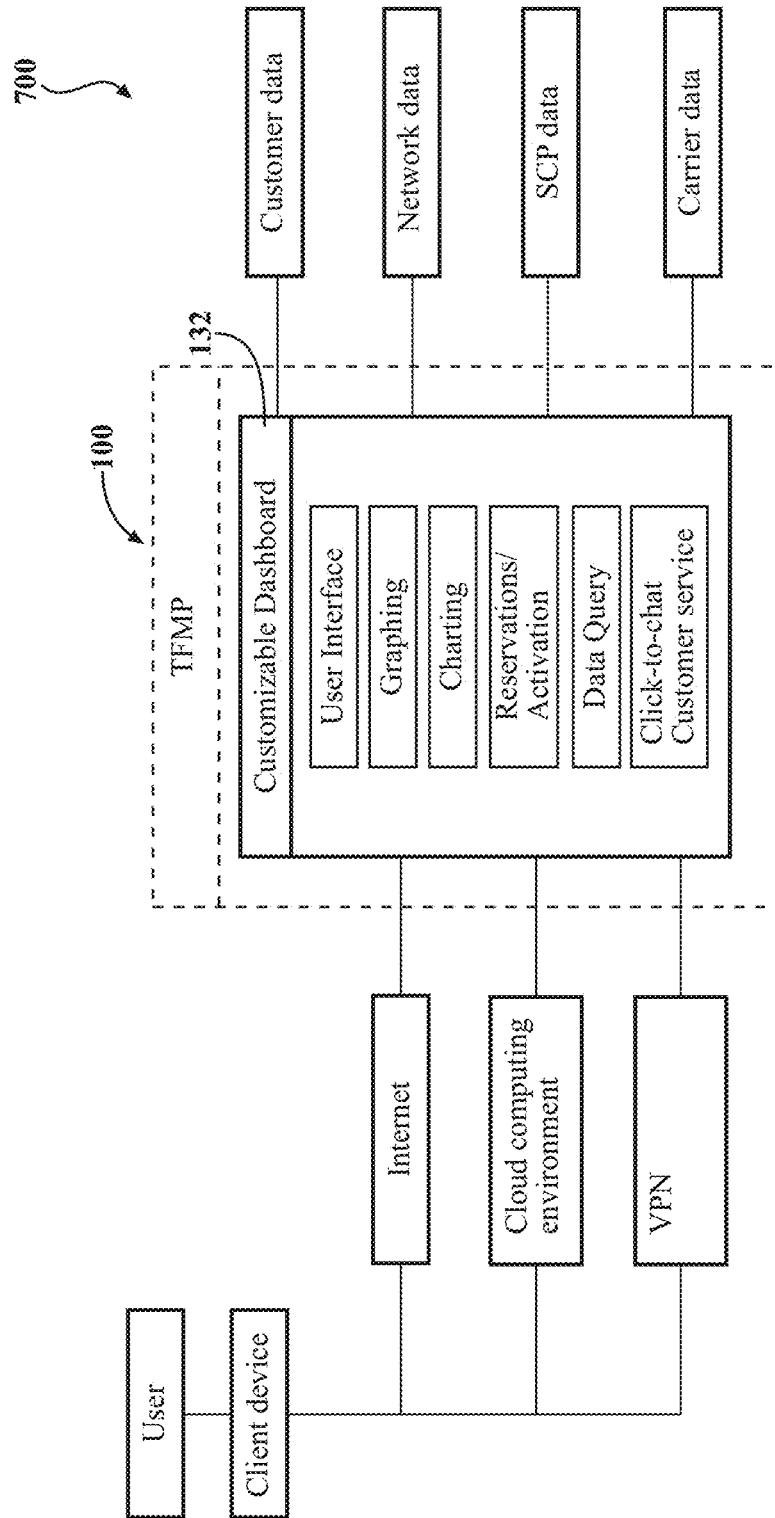 700
User
Client device
Internet
Cloud computing
environment
VPN
100
TFMP
132
Customizable Dashboard
User Interface
Graphing
Charting
Reservations/
Activation
Data Query
Click-to-chat
Customer service
Customer data
Network data
SCP data
Carrier data